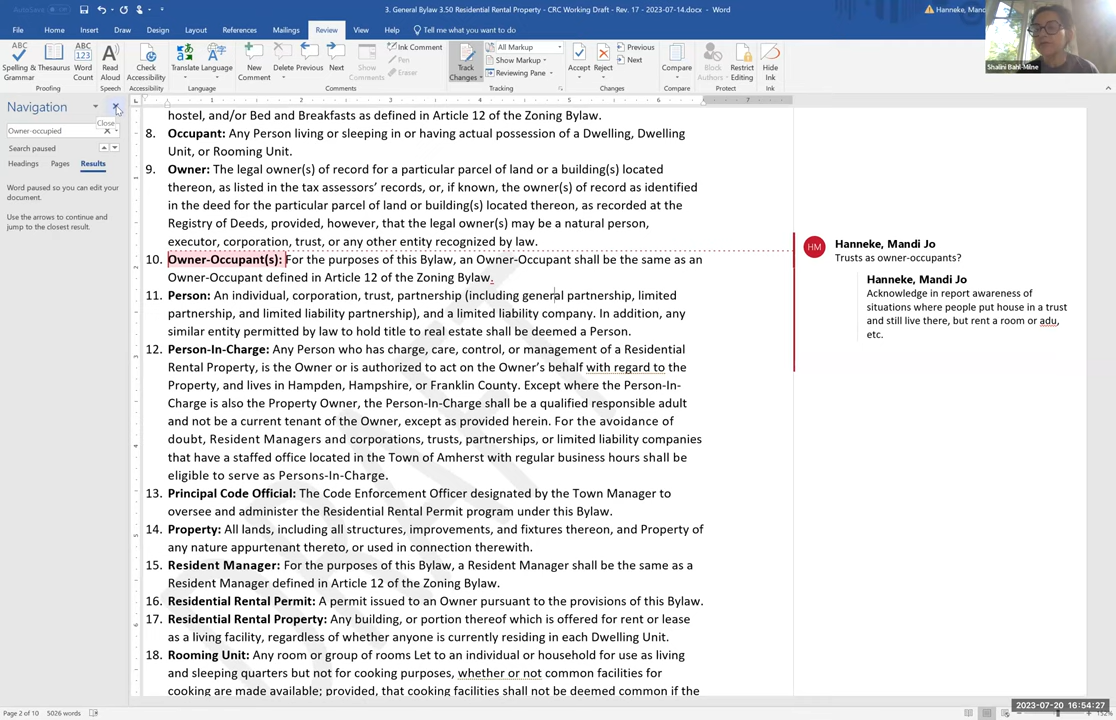 AutoSave Off
3. General Bylaw 3.50 Residential Rental Property - CRC Working Draft - Rev. 17 - 2023-07-14.docx - Word
Hanneke, Mand
File Home Insert Draw Design Layout References Mailings Review View Help Tell me what you want to do
Spelling & Grammar
Thesaurus
Word Count
Read Aloud
Check Accessibility
Translate
Language
New Comment
Delete
Previous
Next
Show Comments
Ink Comment
Pen
Eraser
Track Changes
All Markup
Show Markup
Reviewing Pane
Accept
Reject
Previous
Next
Compare
Block Authors
Restrict Editing
Hide Ink
Proofing
Speech
Accessibility
Language
Comments
Tracking
Changes
Compare
Protect
Ink
Shalini Bahl-Milne
Navigation
Close
Owner-occupied
Search paused
Headings Pages Results
Word paused so you can edit your
document.
Use the arrows to continue and
jump to the closest result.
hostel, and/or Bed and Breakfasts as defined in Article 12 of the Zoning Bylaw.
8. Occupant: Any Person living or sleeping in or having actual possession of a Dwelling, Dwelling
Unit, or Rooming Unit.
9. Owner: The legal owner(s) of record for a particular parcel of land or a building(s) located
thereon, as listed in the tax assessors' records, or, if known, the owner(s) of record as identified
in the deed for the particular parcel of land or building(s) located thereon, as recorded at the
Registry of Deeds, provided, however, that the legal owner(s) may be a natural person,
executor, corporation, trust, or any other entity recognized by law.
10. Owner-Occupant(s): For the purposes of this Bylaw, an Owner-Occupant shall be the same as an
Owner-Occupant defined in Article 12 of the Zoning Bylaw.
11. Person: An individual, corporation, trust, partnership (including general partnership, limited
partnership, and limited liability partnership), and a limited liability company. In addition, any
similar entity permitted by law to hold title to real estate shall be deemed a Person.
12. Person-In-Charge: Any Person who has charge, care, control, or management of a Residential
Rental Property, is the Owner or is authorized to act on the Owner's behalf with regard to the
Property, and lives in Hampden, Hampshire, or Franklin County. Except where the Person-In-
Charge is also the Property Owner, the Person-In-Charge shall be a qualified responsible adult
and not be a current tenant of the Owner, except as provided herein. For the avoidance of
doubt, Resident Managers and corporations, trusts, partnerships, or limited liability companies
that have a staffed office located in the Town of Amherst with regular business hours shall be
eligible to serve as Persons-In-Charge.
13. Principal Code Official: The Code Enforcement Officer designated by the Town Manager to
oversee and administer the Residential Rental Permit program under this Bylaw.
14. Property: All lands, including all structures, improvements, and fixtures thereon, and Property of
any nature appurtenant thereto, or used in connection therewith.
15. Resident Manager: For the purposes of this Bylaw, a Resident Manager shall be the same as a
Resident Manager defined in Article 12 of the Zoning Bylaw.
16. Residential Rental Permit: A permit issued to an Owner pursuant to the provisions of this Bylaw.
17. Residential Rental Property: Any building, or portion thereof which is offered for rent or lease
as a living facility, regardless of whether anyone is currently residing in each Dwelling Unit.
18. Rooming Unit: Any room or group of rooms Let to an individual or household for use as living
and sleeping quarters but not for cooking purposes, whether or not common facilities for
cooking are made available; provided, that cooking facilities shall not be deemed common if the
DRAFT
HM
Hanneke, Mandi Jo
Trusts as owner-occupants?
Hanneke, Mandi Jo
Acknowledge in report awareness of
situations where people put house in a trust
and still live there, but rent a room or adu,
etc.
Page 2 of 10 5026 words
2023-07-20 16:54:27